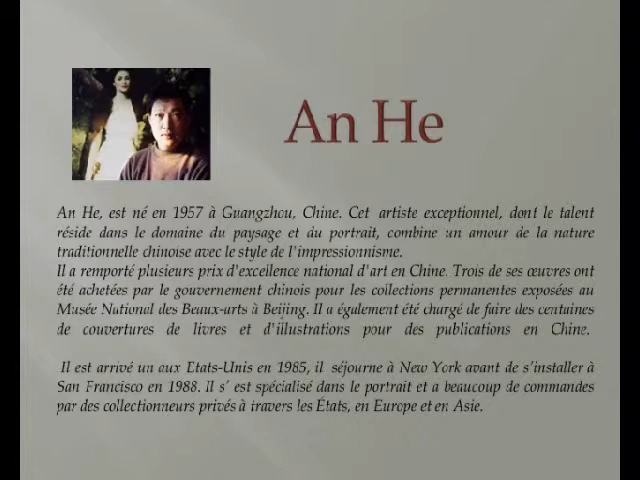 An He
An He, est né en 1957 à Guangzhou, Chine. Cet artiste exceptionnel, dont le talent
réside dans le domaine du paysage et du portrait, combine un amour de la nature
traditionnelle chinoise avec le style de l'impressionnisme.
Il a remporté plusieurs prix d'excellence national d'art en Chine. Trois de ses œuvres ont
été achetées par le gouvernement chinois pour les collections permanentes exposées au
Musée National des Beaux-arts à Beijing. Il a également été chargé de faire des centaines
de couvertures de livres et d'illustrations pour des publications en Chine.
Il est arrivé un aux Etats-Unis en 1985, il séjourne à New York avant de s'installer à
San Francisco en 1988. Il s' est spécialisé dans le portrait et a beaucoup de commandes
par des collectionneurs privés à travers les États, en Europe et en Asie.